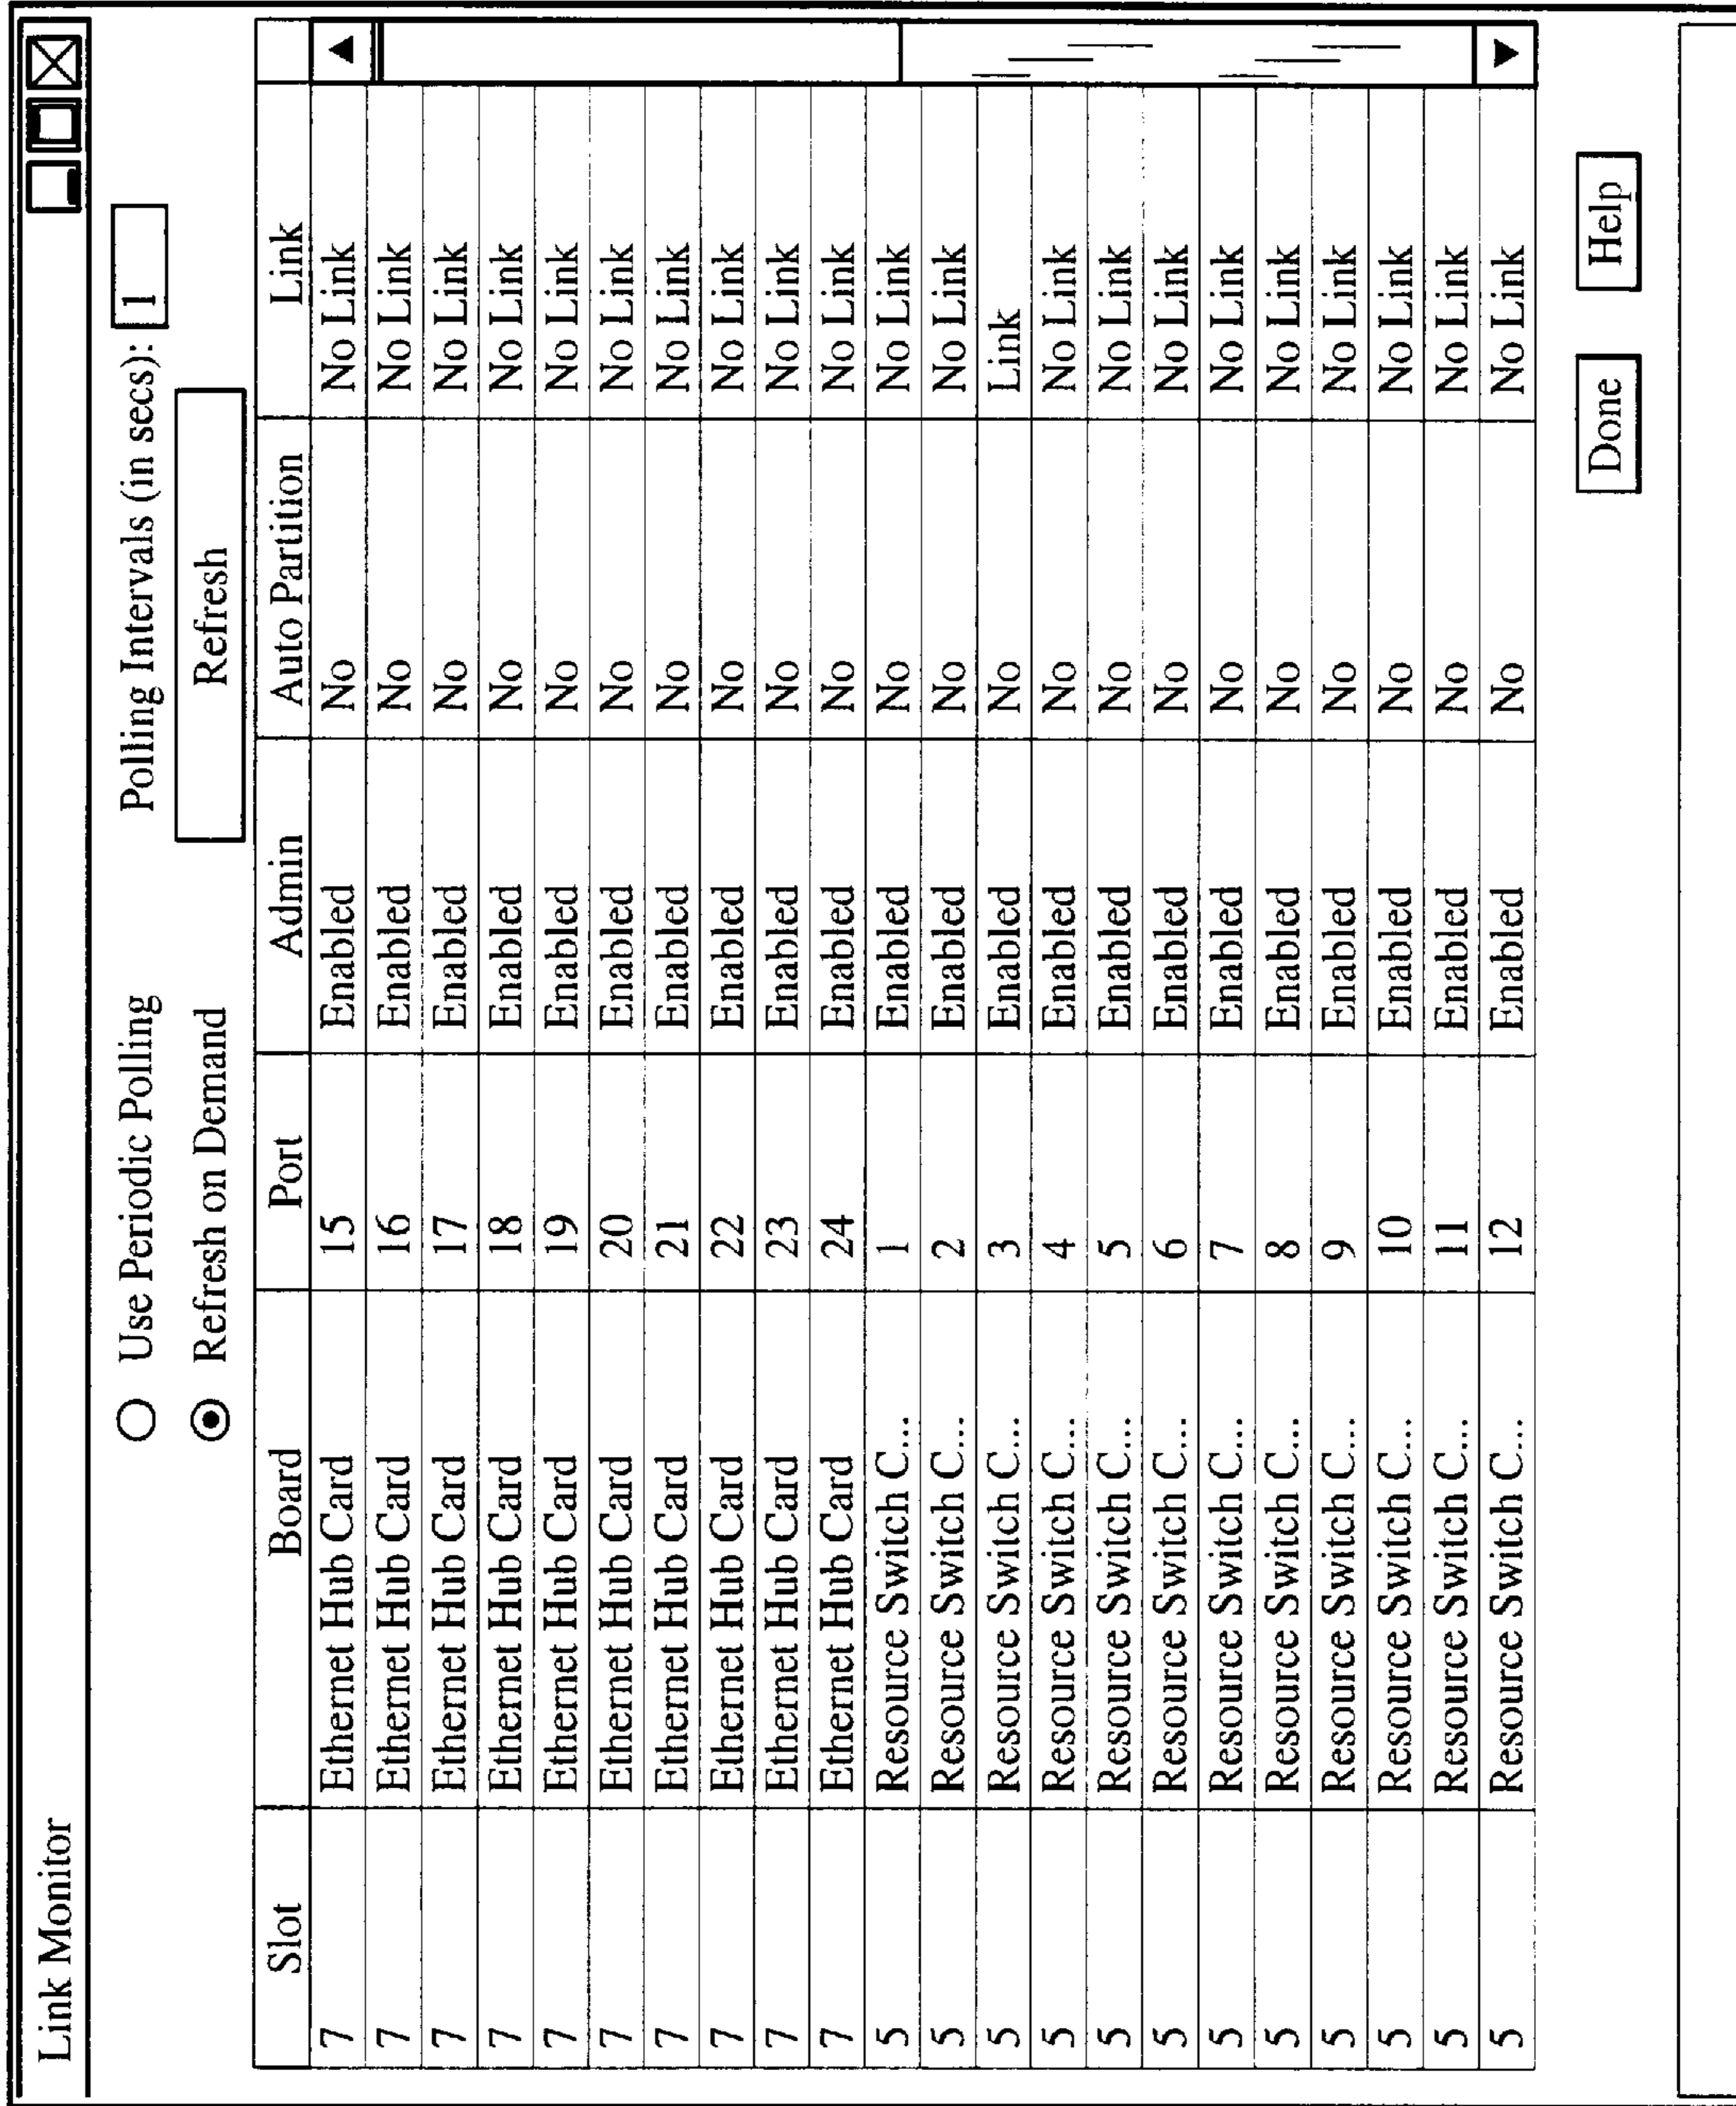 Link Monitor
Use Periodic Polling Polling Intervals (in secs): 1
Refresh on Demand Refresh
Slot Board Port Admin Auto Partition Link
7 Ethernet Hub Card 15 Enabled No No Link
7 Ethernet Hub Card 16 Enabled No No Link
7 Ethernet Hub Card 17 Enabled No No Link
7 Ethernet Hub Card 18 Enabled No No Link
7 Ethernet Hub Card 19 Enabled No No Link
7 Ethernet Hub Card 20 Enabled No No Link
7 Ethernet Hub Card 21 Enabled No No Link
7 Ethernet Hub Card 22 Enabled No No Link
7 Ethernet Hub Card 23 Enabled No No Link
7 Ethernet Hub Card 24 Enabled No No Link
5 Resource Switch C... 1 Enabled No No Link
5 Resource Switch C... 2 Enabled No No Link
5 Resource Switch C... 3 Enabled No Link
5 Resource Switch C... 4 Enabled No No Link
5 Resource Switch C... 5 Enabled No No Link
5 Resource Switch C... 6 Enabled No No Link
5 Resource Switch C... 7 Enabled No No Link
5 Resource Switch C... 8 Enabled No No Link
5 Resource Switch C... 9 Enabled No No Link
5 Resource Switch C... 10 Enabled No No Link
5 Resource Switch C... 11 Enabled No No Link
5 Resource Switch C... 12 Enabled No No Link
Done Help